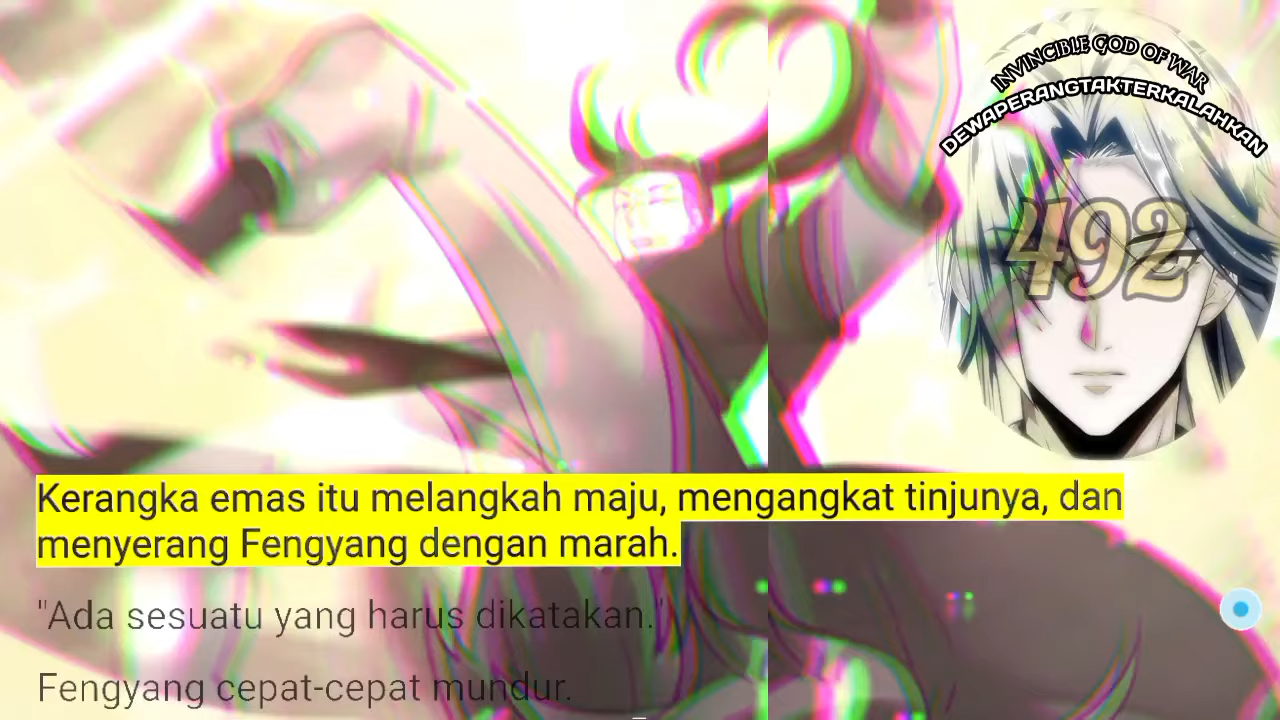 INVINCIBLE GOD OF WAR
DEWAPERANGTAKTERKALAHKAN
492
Kerangka emas itu melangkah maju, mengangkat tinjunya, dan
menyerang Fengyang dengan marah.
"Ada sesuatu yang harus dikatakan."
Fengyang cepat-cepat mundur.